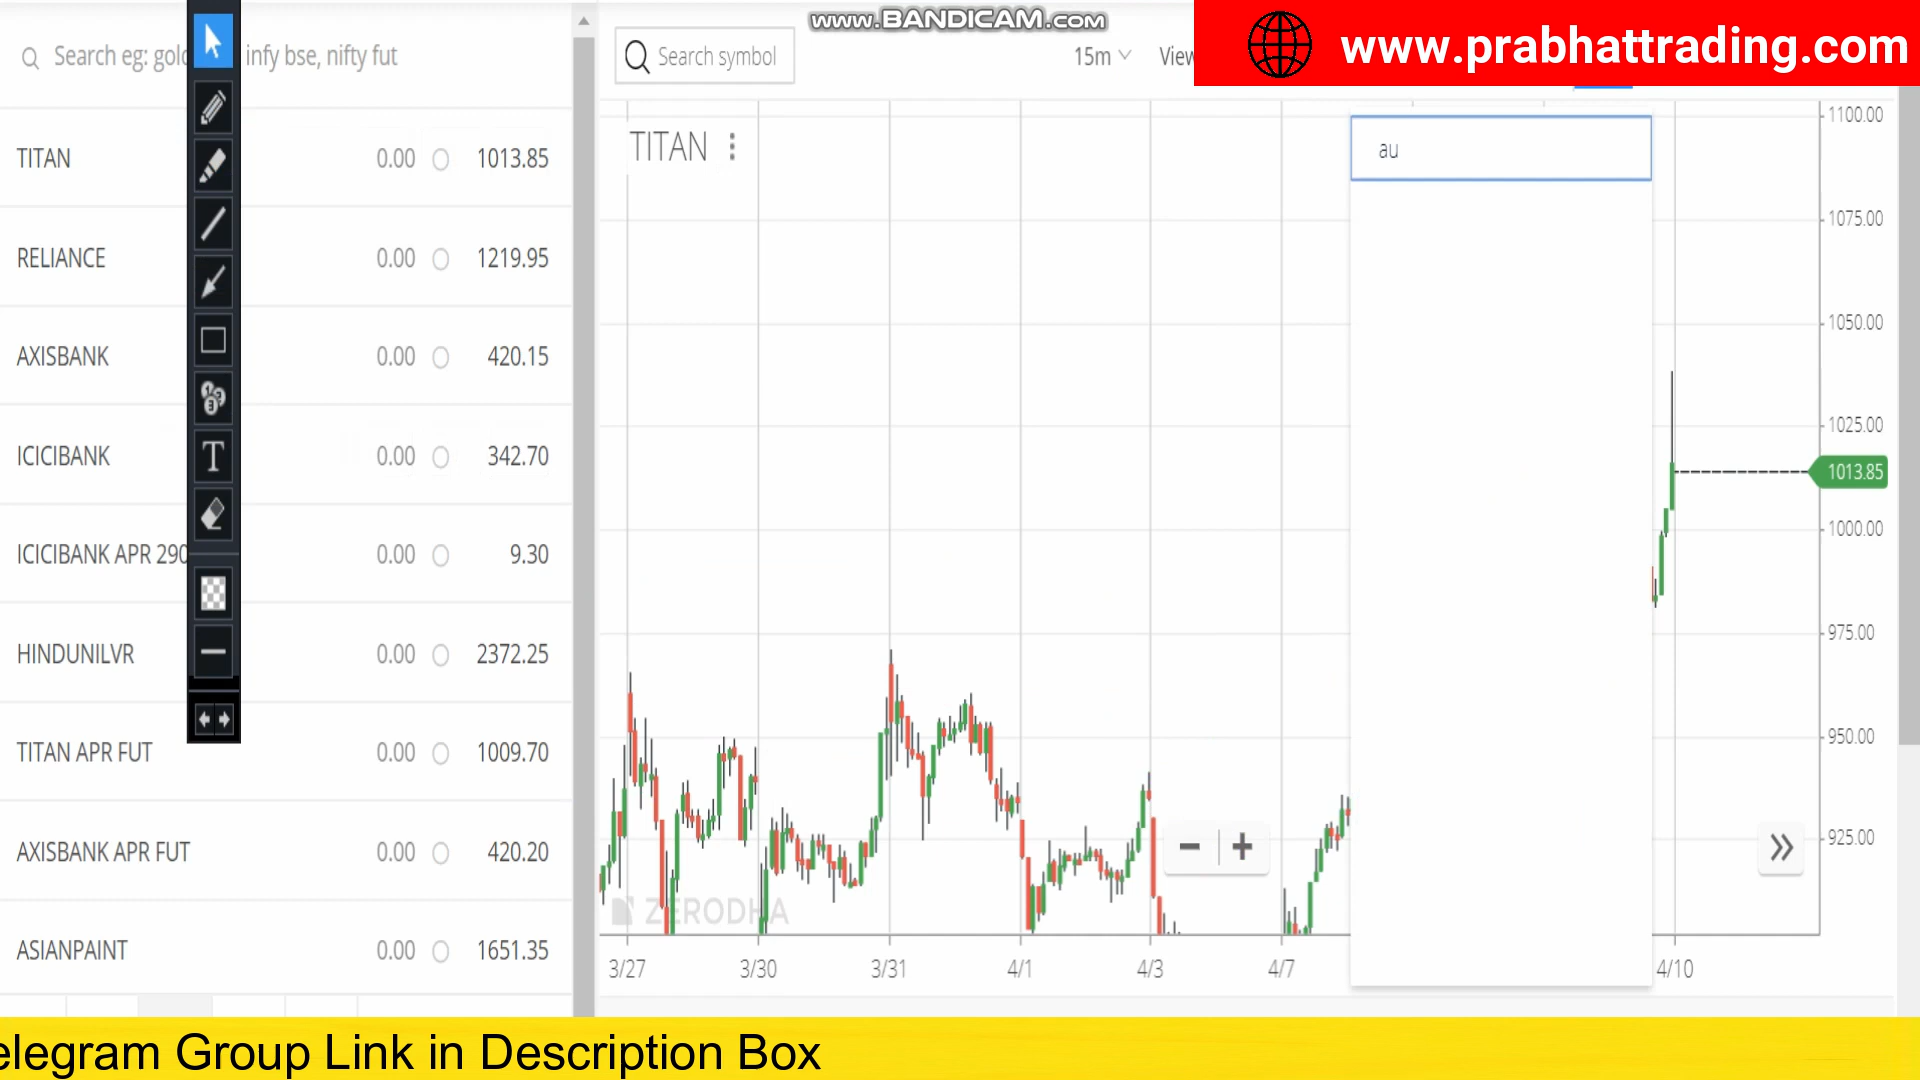 www.BANDICAM.com
www.prabhattrading.com
Search eg: gold
infy bse, nifty fut
Search symbol
15m
View
TITAN 0.00 1013.85
RELIANCE 0.00 1219.95
AXISBANK 0.00 420.15
ICICIBANK 0.00 342.70
ICICIBANK APR 290 0.00 9.30
HINDUNILVR 0.00 2372.25
TITAN APR FUT 0.00 1009.70
AXISBANK APR FUT 0.00 420.20
ASIANPAINT 0.00 1651.35
T
TITAN
au
1100.00
1075.00
1050.00
1025.00
1013.85
1000.00
975.00
950.00
925.00
ZERODHA
3/27 3/30 3/31 4/1 4/3 4/7 4/10
elegram Group Link in Description Box